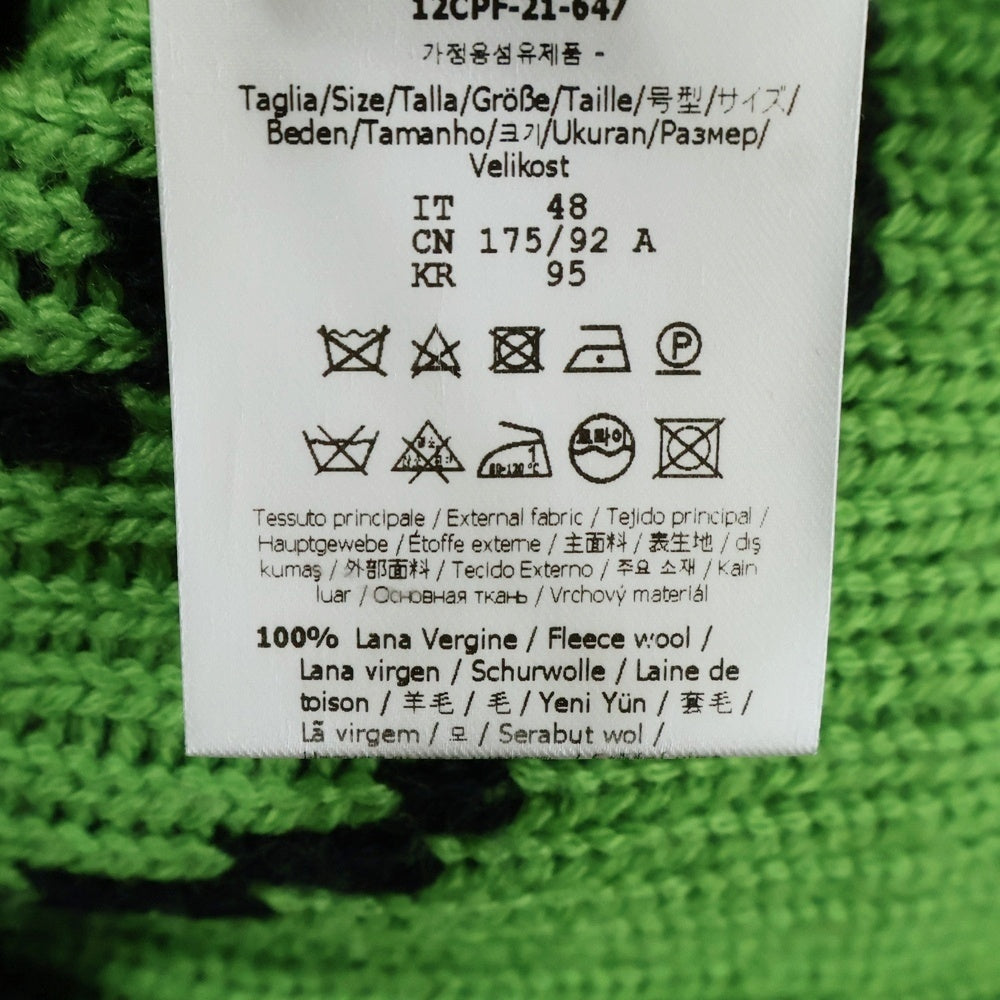 12CPF-21-647
가정용섬유제품 -
Taglia/Size/Talla/Größe/Taille/号型/サイズ/
Beden/Tamanho/크기/Ukuran/Размер/
Velikost
IT 48
CN 175/92 A
KR 95
P
80-120°C
Tessuto principale / External fabric / Tejido principal /
Hauptgewebe / Étoffe externe / 主面料 / 表生地 / dış
kumaş / 外部面料 / Tecido Externo / 주요 소재 / Kain
luar / Основная ткань / Vrchový materiál
100% Lana Vergine / Fleece wool /
Lana virgen / Schurwolle / Laine de
toison / 羊毛 / 毛 / Yeni Yün / 套毛 /
Lã virgem / 모 / Serabut wol /